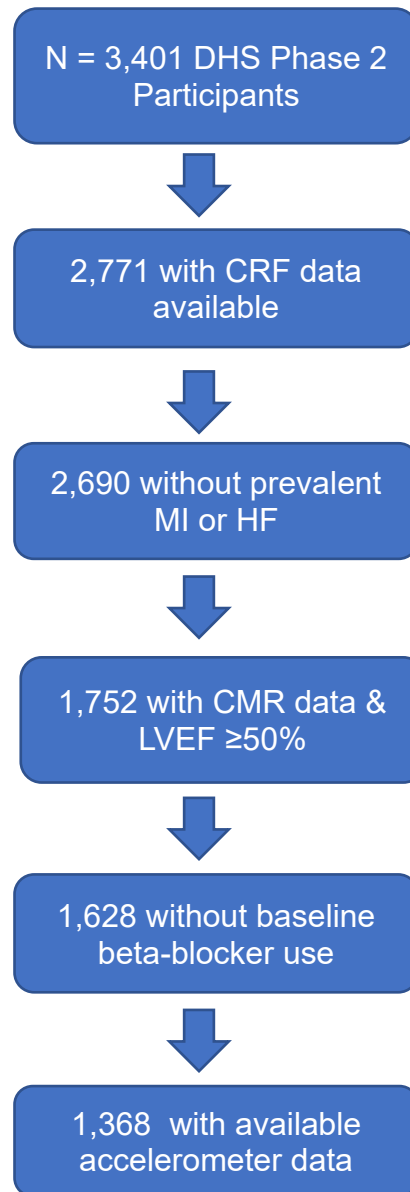 N = 3,401 DHS Phase 2
Participants
2,771 with CRF data
available
2,690 without prevalent
MI or HF
1,752 with CMR data &
LVEF ≥50%
1,628 without baseline
beta-blocker use
1,368  with available
accelerometer data